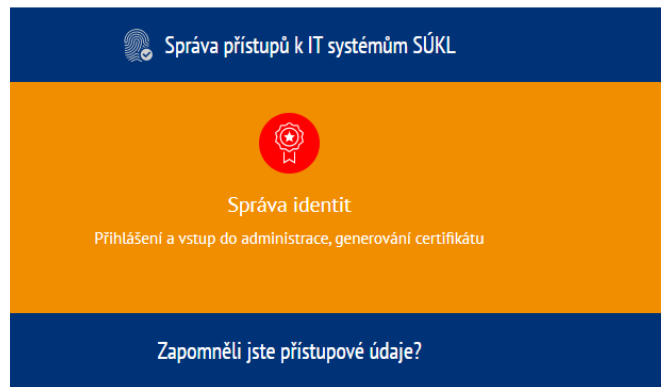 Správa přístupů k IT systémům SÚKL
Správa identit
Přihlášení a vstup do administrace, generování certifikátu
Zapomněli jste přístupové údaje?